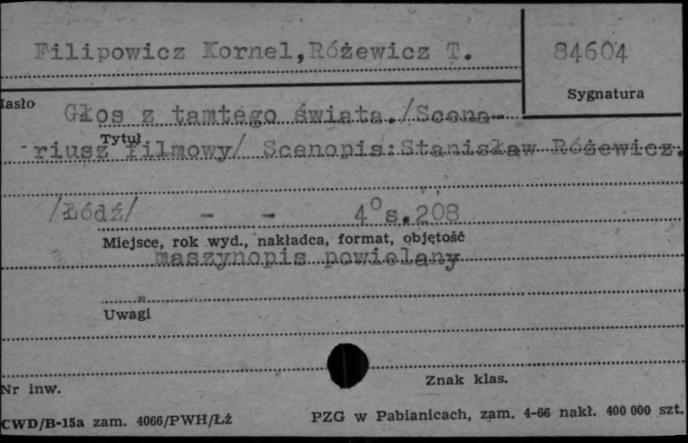 Filipowicz Kornel, Różewicz T.
84604
Hasło
Sygnatura
Głos z tamtego świata./Scena-
Tytuł
riusz filmowy/ Scenopis:Stanisław Różewicz.
/Łódź/ - - 4° s.208
Miejsce, rok wyd., nakładca, format, objętość
maszynopis powielany
Uwagi
Nr inw.
Znak klas.
CWD/B-15a zam. 4066/PWH/Łź
PZG w Pabianicach, zam. 4-66 nakł. 400 000 szt.